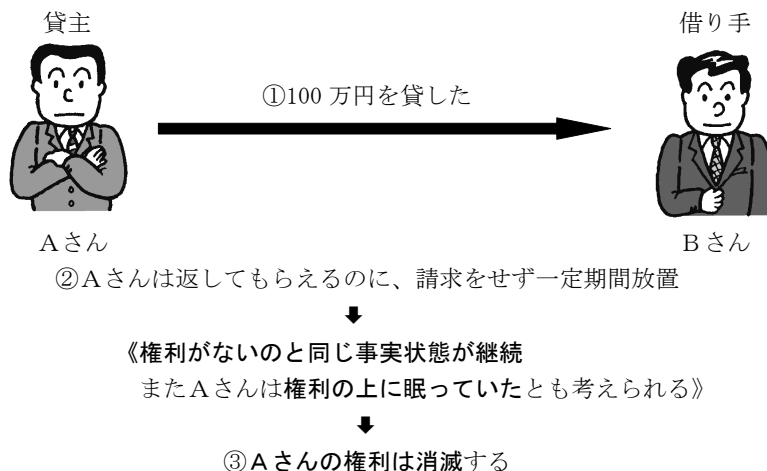 貸主
借り手
①100 万円を貸した
Aさん
Bさん
②Aさんは返してもらえるのに、請求をせず一定期間放置
《権利がないのと同じ事実状態が継続
またAさんは権利の上に眠っていたとも考えられる》
③Aさんの権利は消滅する